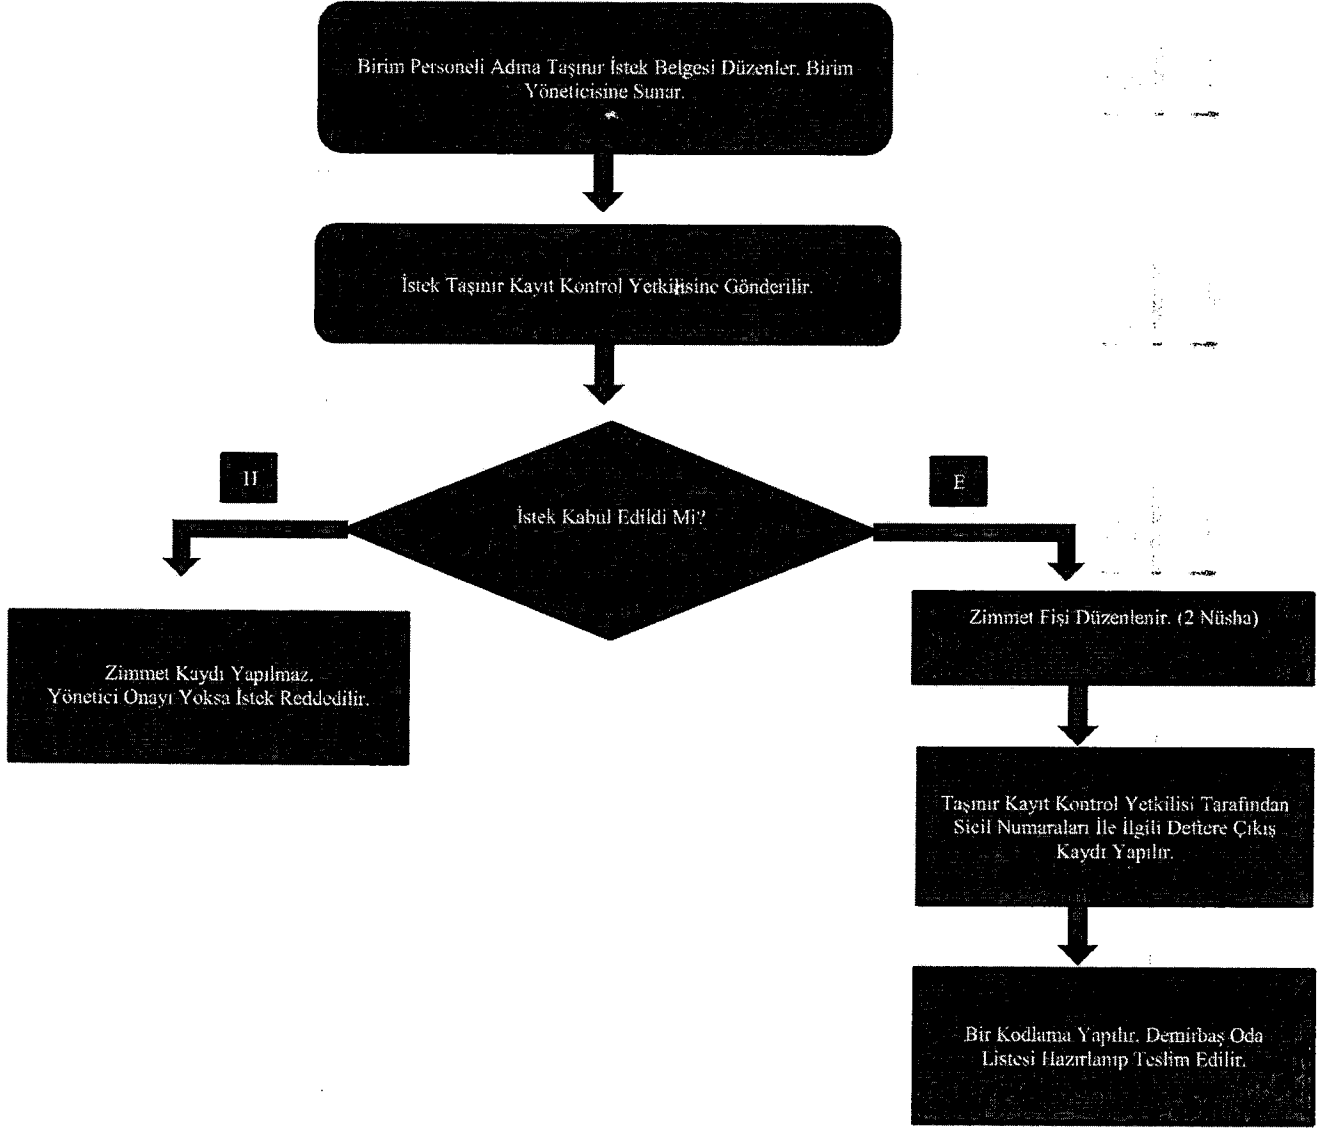 Birim Personeli Adına Taşınır İstek Belgesi Düzenler. Birim
Yöneticisine Sunar.
İstek Taşınır Kayıt Kontrol Yetkilisine Gönderilir.
H
E
İstek Kabul Edildi Mi?
Zimmet Fişi Düzenlenir. (2 Nüsha)
Zimmet Kaydı Yapılmaz.
Yönetici Onayı Yoksa İstek Reddedilir.
Taşınır Kayıt Kontrol Yetkilisi Tarafından
Sicil Numaraları İle İlgili Deftere Çıkış
Kaydı Yapılır.
Bir Kodlama Yapılır. Demirbaş Oda
Listesi Hazırlanıp Teslim Edilir.